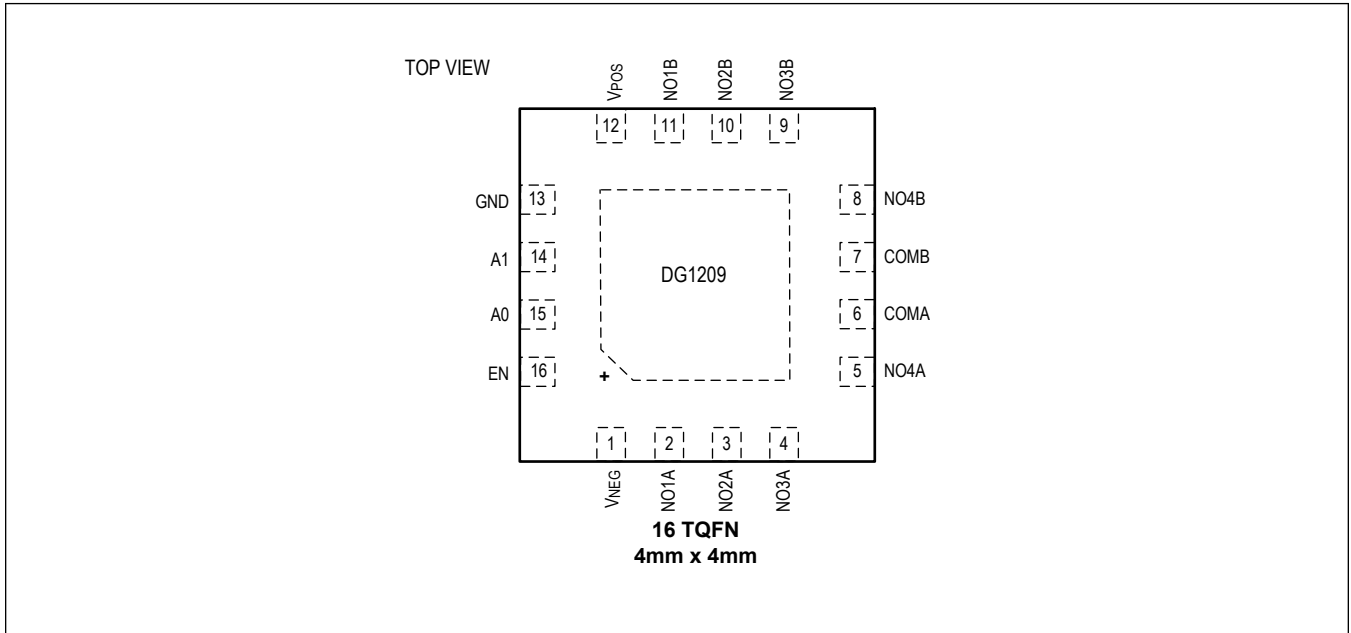 TOP VIEW
VPOS
NO1B
NO2B
NO3B
12
11
10
9
GND 13
A1 14
A0 15
EN 16
8 NO4B
7 COMB
6 COMA
5 NO4A
DG1209
+
1
2
3
4
VNEG
NO1A
NO2A
NO3A
16 TQFN
4mm x 4mm